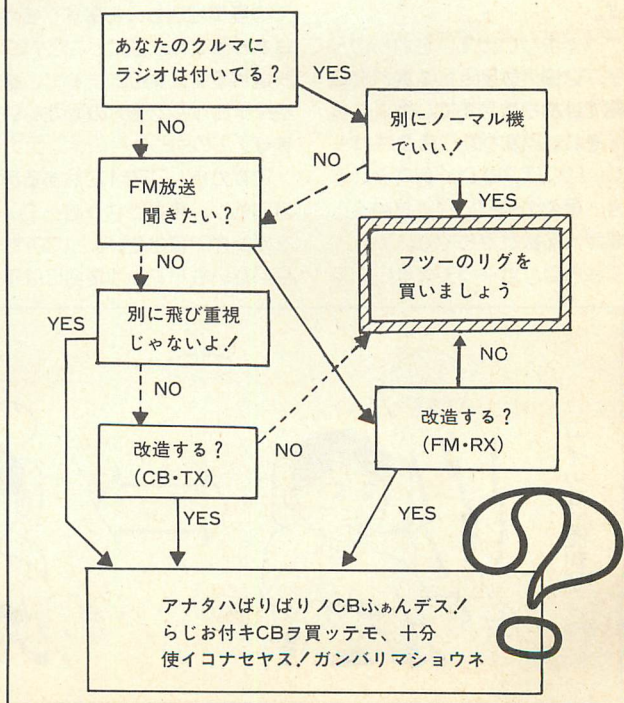 あなたのクルマに
ラジオは付いてる?
YES
NO
別にノーマル機
でいい!
NO
YES
FM放送
聞きたい?
フツーのリグを
買いましょう
NO
YES
別に飛び重視
じゃないよ!
NO
NO
改造する?
(CB・TX)
NO
改造する?
(FM・RX)
YES
YES
アナタハばりばりノCBふぁんデス!
らじお付キCBヲ買ッテモ、十分
使イコナセヤス!ガンバリマショウネ
?